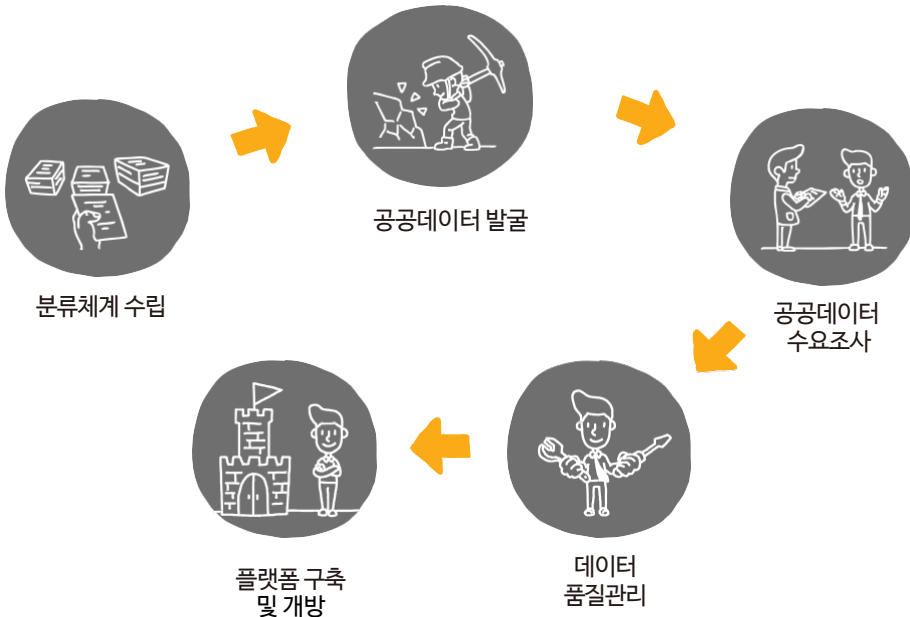 분류체계 수립
공공데이터 발굴
공공데이터
수요조사
데이터
품질관리
플랫폼 구축
및 개방